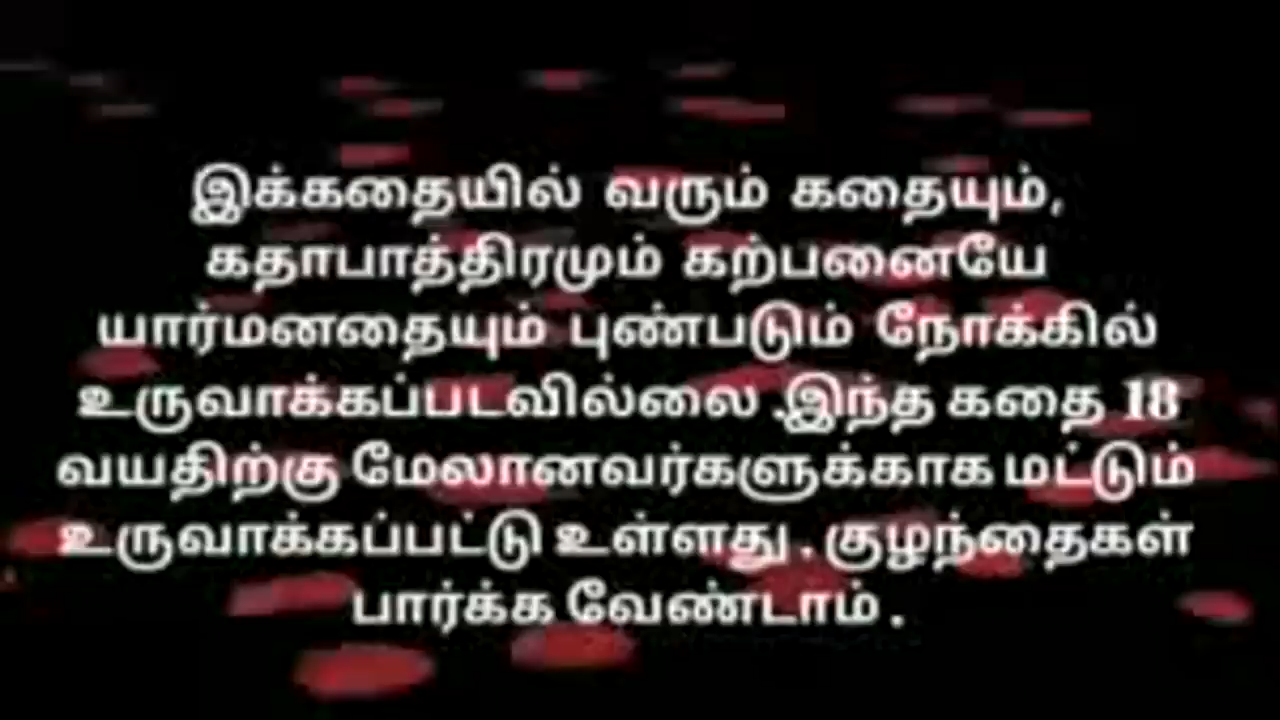 இக்கதையில் வரும் கதையும்,
கதாபாத்திரமும் கற்பனையே
யார்மனதையும் புண்படும் நோக்கில்
உருவாக்கப்படவில்லை .இந்த கதை 18
வயதிற்கு மேலானவர்களுக்காக மட்டும்
உருவாக்கப்பட்டு உள்ளது . குழந்தைகள்
பார்க்க வேண்டாம் .